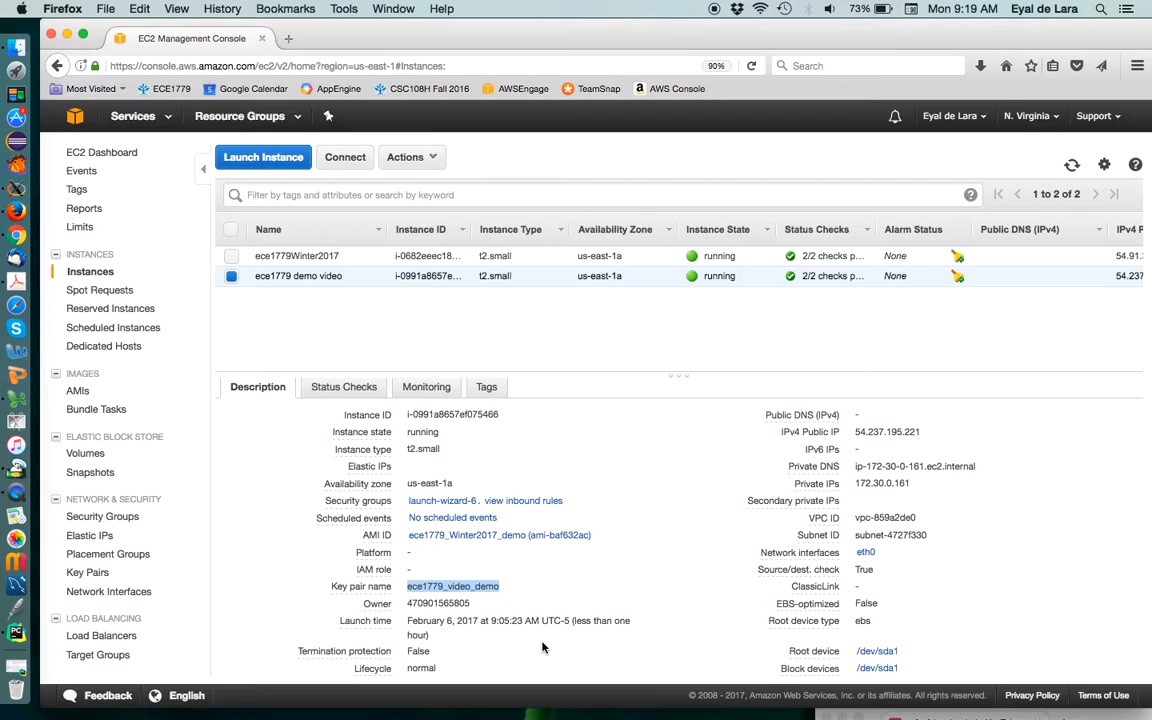 Firefox File Edit View History Bookmarks Tools Window Help 73% Mon 9:19 AM Eyal de Lara
EC2 Management Console
https://console.aws.amazon.com/ec2/v2/home?region=us-east-1#Instances: 90% Search
Most Visited ECE1779 Google Calendar AppEngine CSC108H Fall 2016 AWSEngage TeamSnap AWS Console
Services Resource Groups Eyal de Lara N. Virginia Support
EC2 Dashboard
Events
Tags
Reports
Limits
INSTANCES
Instances
Spot Requests
Reserved Instances
Scheduled Instances
Dedicated Hosts
IMAGES
AMIs
Bundle Tasks
ELASTIC BLOCK STORE
Volumes
Snapshots
NETWORK & SECURITY
Security Groups
Elastic IPs
Placement Groups
Key Pairs
Network Interfaces
LOAD BALANCING
Load Balancers
Target Groups
Launch Instance Connect Actions
Filter by tags and attributes or search by keyword 1 to 2 of 2
Name Instance ID Instance Type Availability Zone Instance State Status Checks Alarm Status Public DNS (IPv4) IPv4 P
ece1779Winter2017 i-0682eeec18... t2.small us-east-1a running 2/2 checks p... None 54.91.
ece1779 demo video i-0991a8657e... t2.small us-east-1a running 2/2 checks p... None 54.237
Description Status Checks Monitoring Tags
Instance ID i-0991a8657ef075466 Public DNS (IPv4) -
Instance state running IPv4 Public IP 54.237.195.221
Instance type t2.small IPv6 IPs -
Elastic IPs Private DNS ip-172-30-0-161.ec2.internal
Availability zone us-east-1a Private IPs 172.30.0.161
Security groups launch-wizard-6. view inbound rules Secondary private IPs
Scheduled events No scheduled events VPC ID vpc-859a2de0
AMI ID ece1779_Winter2017_demo (ami-baf632ac) Subnet ID subnet-4727f330
Platform - Network interfaces eth0
IAM role - Source/dest. check True
Key pair name ece1779_video_demo ClassicLink -
Owner 470901565805 EBS-optimized False
Launch time February 6, 2017 at 9:05:23 AM UTC-5 (less than one Root device type ebs
hour)
Termination protection False Root device /dev/sda1
Lifecycle normal Block devices /dev/sda1
Feedback English © 2008 - 2017, Amazon Web Services, Inc. or its affiliates. All rights reserved. Privacy Policy Terms of Use